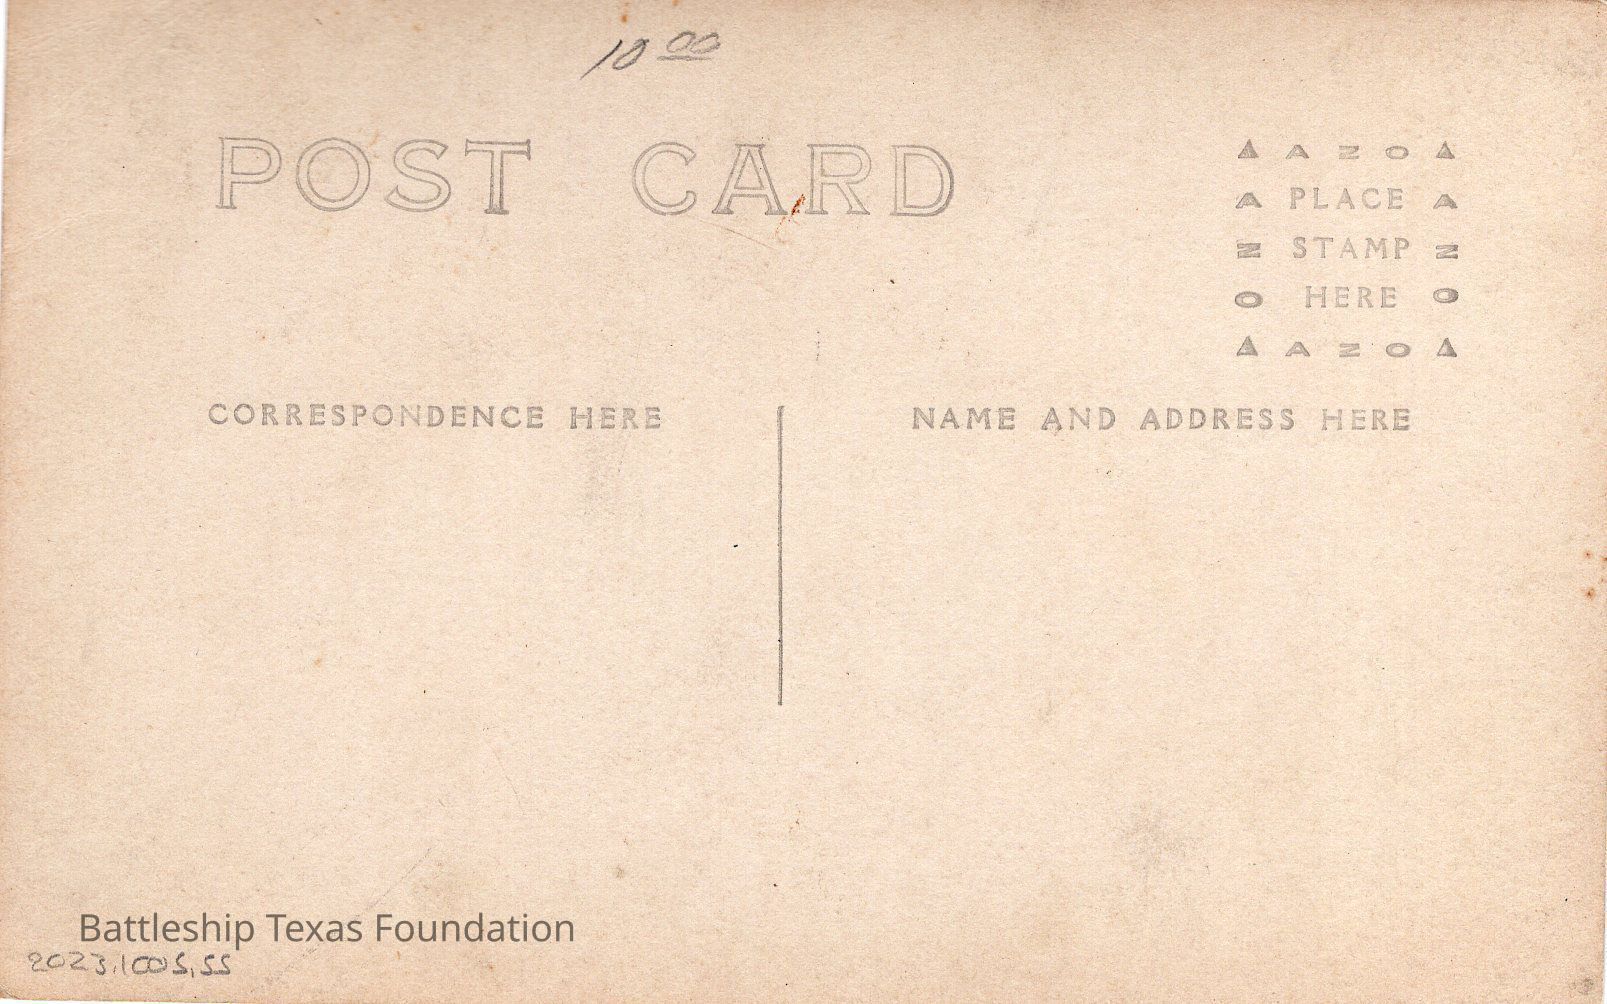 10 00
POST CARD
▲ AZO ▲
A PLACE A
N STAMP N
O HERE O
▲ AZO ▲
CORRESPONDENCE HERE
NAME AND ADDRESS HERE
Battleship Texas Foundation
2023.1005.55